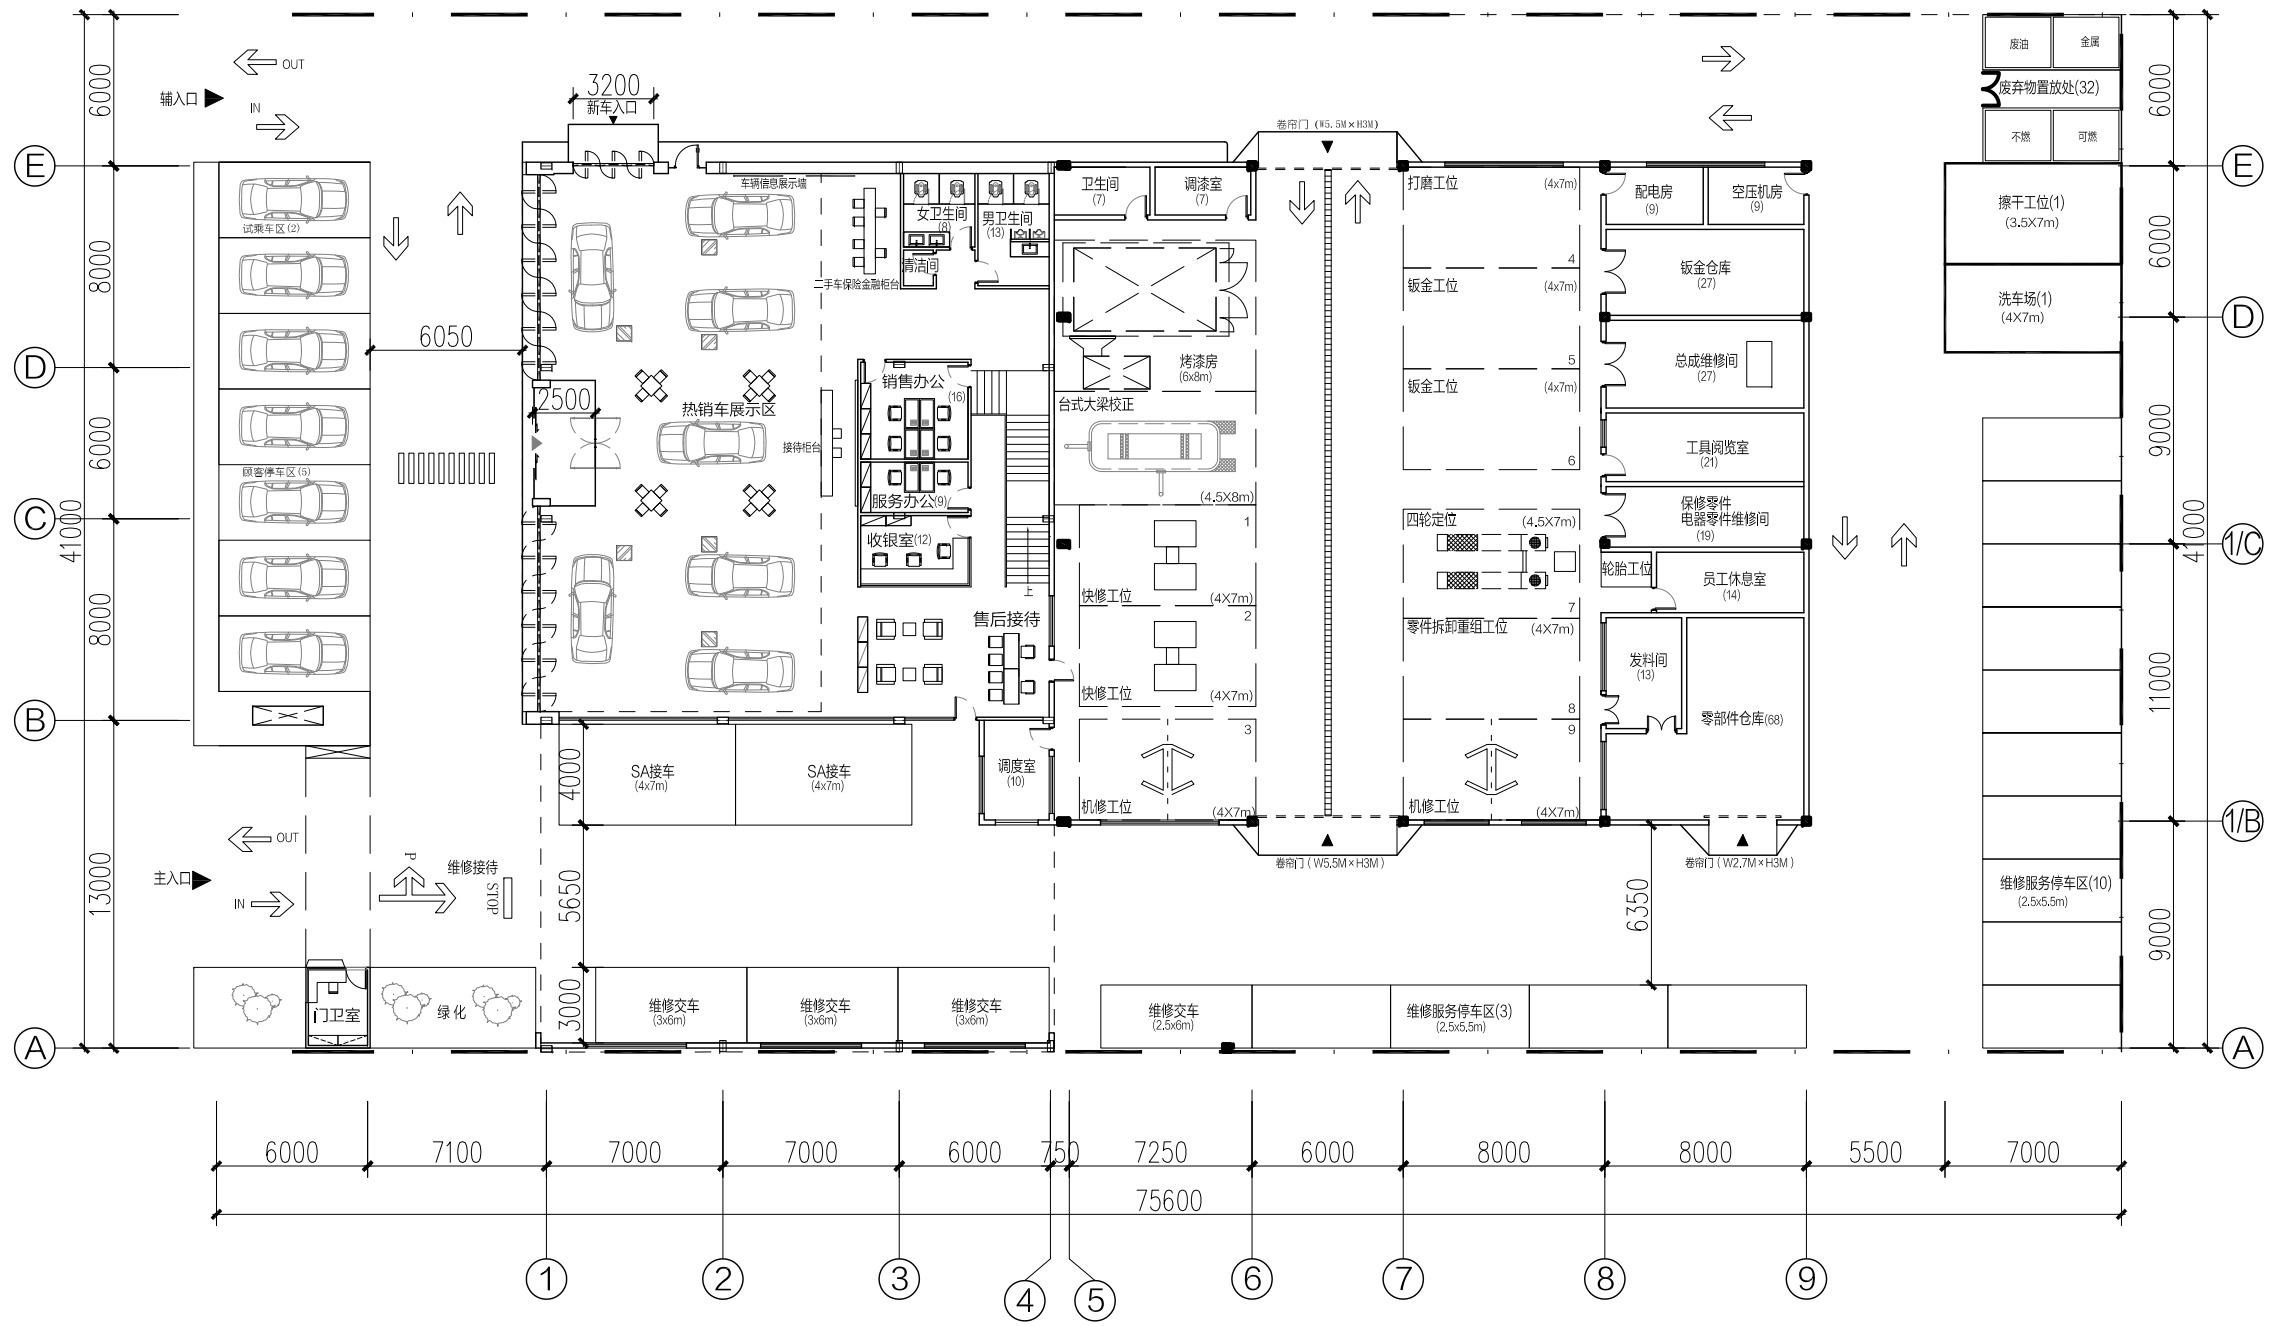 OUT
辅入口
IN
3200
新车入口
卷帘门（W5.5M×H3M）
废油
金属
废弃物置放处(32)
不燃
可燃
6000
6000
E
E
试乘车区(2)
车辆信息展示墙
女卫生间
(8)
男卫生间
(13)
清洁间
二手车保险金融柜台
卫生间
(7)
调漆室
(7)
打磨工位
(4x7m)
4
配电房
(9)
空压机房
(9)
擦干工位(1)
(3.5X7m)
钣金仓库
(27)
钣金工位
(4x7m)
5
洗车场(1)
(4X7m)
8000
6000
D
D
6050
2500
热销车展示区
接待柜台
销售办公
(16)
烤漆房
(6x8m)
台式大梁校正
(4.5X8m)
钣金工位
(4x7m)
6
总成维修间
(27)
工具阅览室
(21)
顾客停车区(5)
服务办公(9)
收银室(12)
上
6000
9000
41000
41000
C
1/C
1
快修工位
(4X7m)
四轮定位
(4.5X7m)
7
保修零件
电器零件维修间
(19)
轮胎工位
员工休息室
(14)
8000
售后接待
2
快修工位
(4X7m)
零件拆卸重组工位
(4X7m)
8
发料间
(13)
零部件仓库(68)
11000
B
1/B
4000
SA接车
(4x7m)
SA接车
(4x7m)
调度室
(10)
3
机修工位
(4X7m)
9
机修工位
(4X7m)
卷帘门（W5.5M×H3M）
卷帘门（W2.7M×H3M）
OUT
主入口
IN
P
维修接待
STOP
13000
5650
6350
维修服务停车区(10)
(2.5x5.5m)
9000
门卫室
绿化
3000
维修交车
(3x6m)
维修交车
(3x6m)
维修交车
(3x6m)
维修交车
(2.5x6m)
维修服务停车区(3)
(2.5x5.5m)
A
A
6000
7100
7000
7000
6000
750
7250
6000
8000
8000
5500
7000
75600
1
2
3
4
5
6
7
8
9